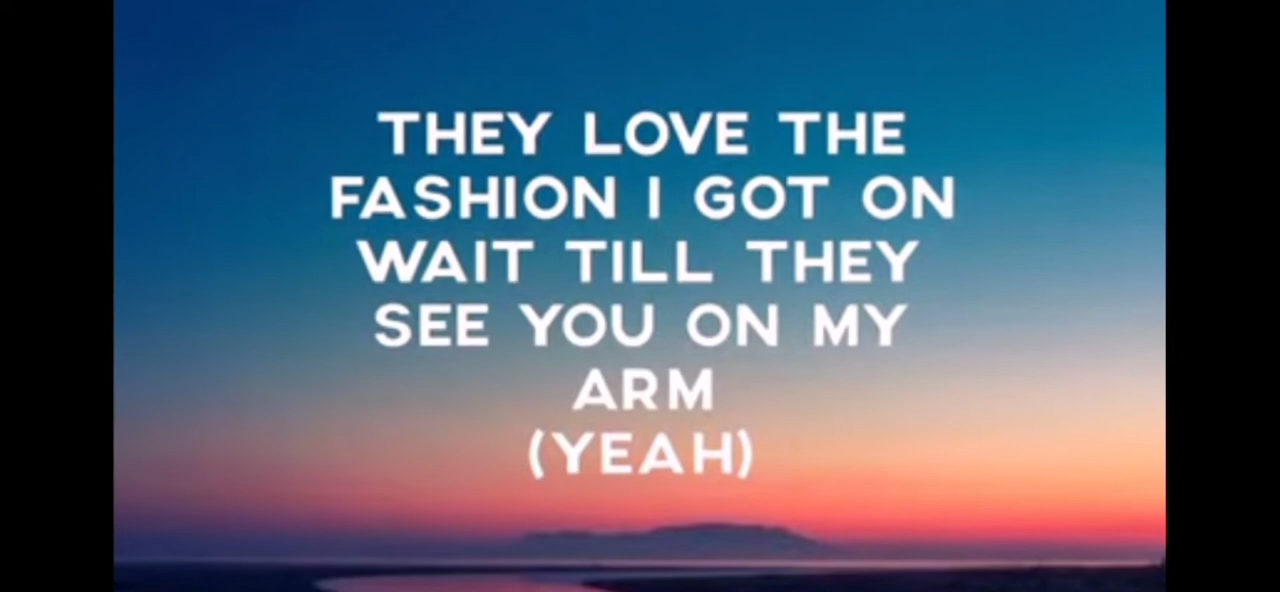 THEY LOVE THE
FASHION I GOT ON
WAIT TILL THEY
SEE YOU ON MY
ARM
(YEAH)